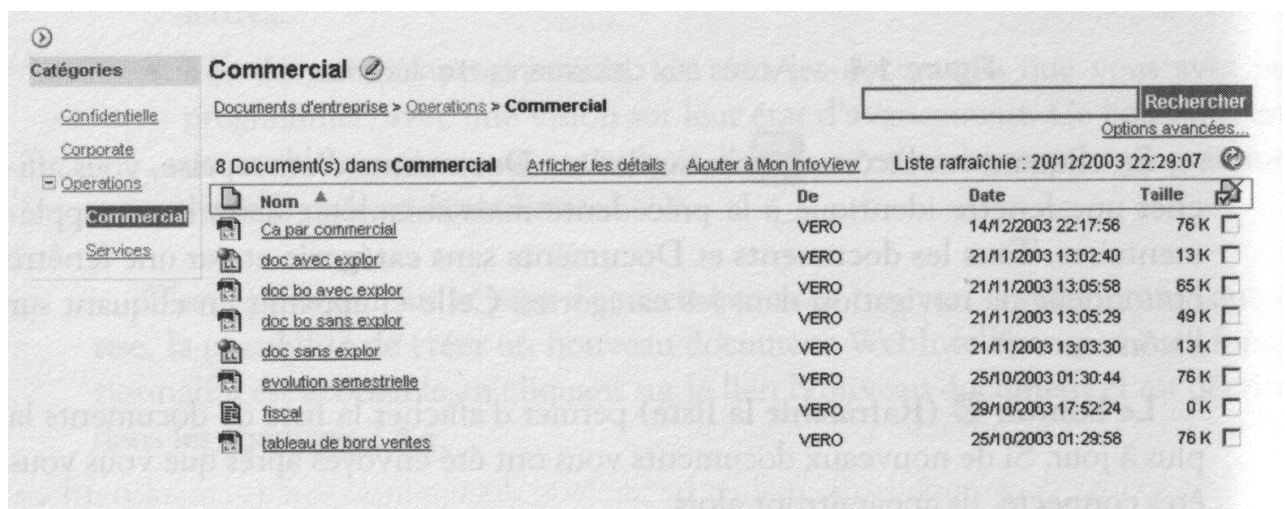 Catégories
Commercial
Confidentielle
Documents d'entreprise > Operations > Commercial
Rechercher
Options avancées...
Corporate
8 Document(s) dans Commercial Afficher les détails Ajouter à Mon InfoView Liste rafraîchie: 20/12/2003 22:29:07
Operations
Nom De Date Taille
Commercial
Ca par commercial VERO 14/12/2003 22:17:56 76 K
Services
doc avec explor VERO 21/11/2003 13:02:40 13 K
doc bo avec explor VERO 21/11/2003 13:05:58 65 K
doc bo sans explor VERO 21/11/2003 13:05:29 49 K
doc sans explor VERO 21/11/2003 13:03:30 13 K
evolution semestrielle VERO 25/10/2003 01:30:44 76 K
fiscal VERO 29/10/2003 17:52:24 0 K
tableau de bord ventes VERO 25/10/2003 01:29:58 76 K